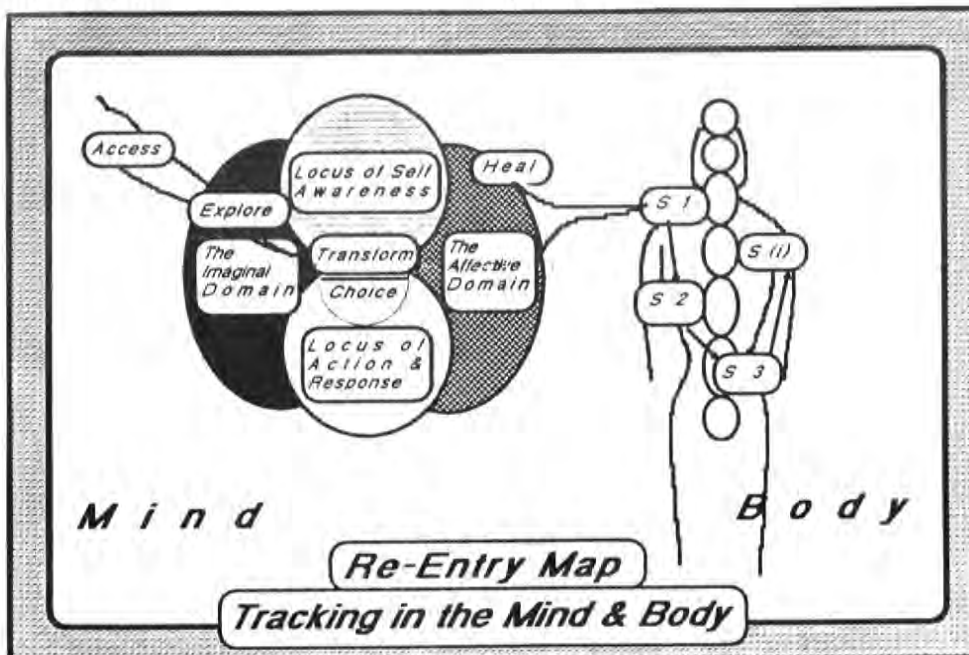 Access
Explore
Locus of Self
Awareness
Heal
The
Imaginal
Domain
Transform
Choice
The
Affective
Domain
Locus of
Action &
Response
S 1
S (i)
S 2
S 3
Mind
Body
Re-Entry Map
Tracking in the Mind & Body